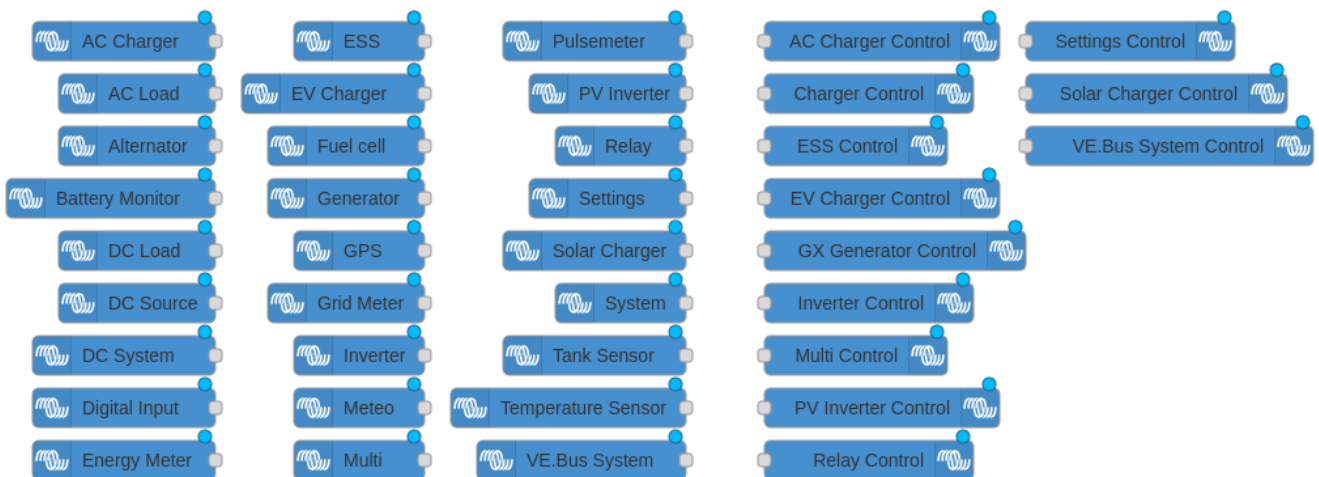 AC Charger
AC Load
Alternator
Battery Monitor
DC Load
DC Source
DC System
Digital Input
Energy Meter
ESS
EV Charger
Fuel cell
Generator
GPS
Grid Meter
Inverter
Meteo
Multi
Pulsemeter
PV Inverter
Relay
Settings
Solar Charger
System
Tank Sensor
Temperature Sensor
VE.Bus System
AC Charger Control
Charger Control
ESS Control
EV Charger Control
GX Generator Control
Inverter Control
Multi Control
PV Inverter Control
Relay Control
Settings Control
Solar Charger Control
VE.Bus System Control